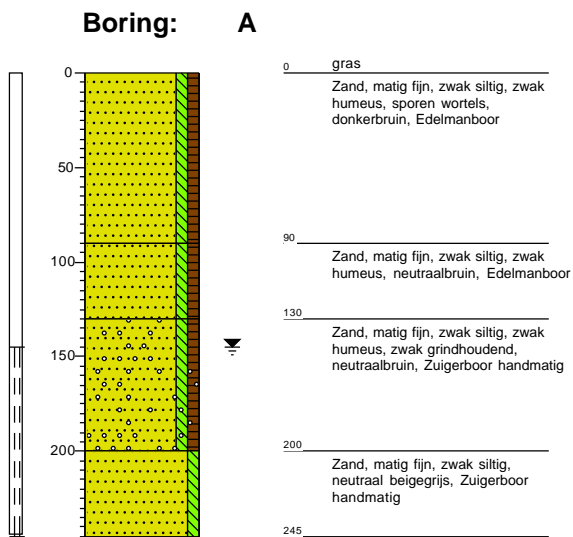 Boring: A
0
50
100
150
200
0 gras
Zand, matig fijn, zwak siltig, zwak
humeus, sporen wortels,
donkerbruin, Edelmanboor
90
Zand, matig fijn, zwak siltig, zwak
humeus, neutraalbruin, Edelmanboor
130
Zand, matig fijn, zwak siltig, zwak
humeus, zwak grindhoudend,
neutraalbruin, Zuigerboor handmatig
200
Zand, matig fijn, zwak siltig,
neutraal beigegrijs, Zuigerboor
handmatig
245